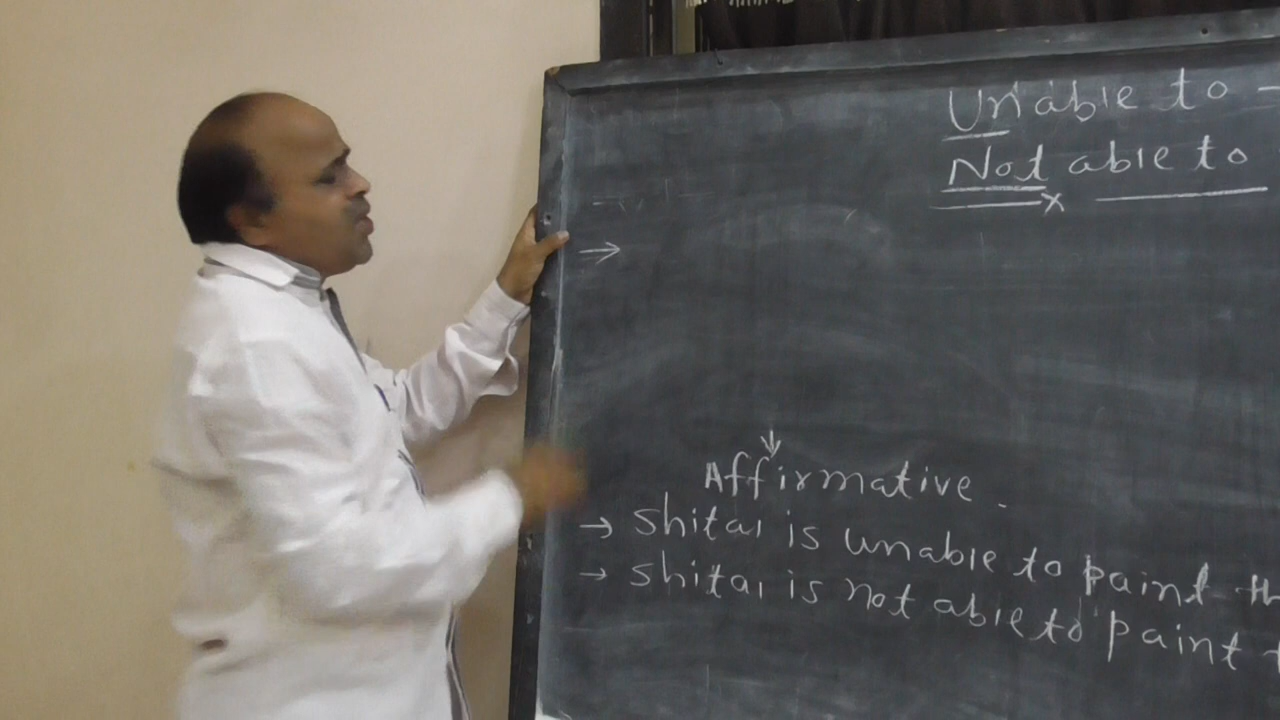 Unable to -
Not able to
x
→
Affirmative.
→ shital is unable to paint
→ shital is not able to paint